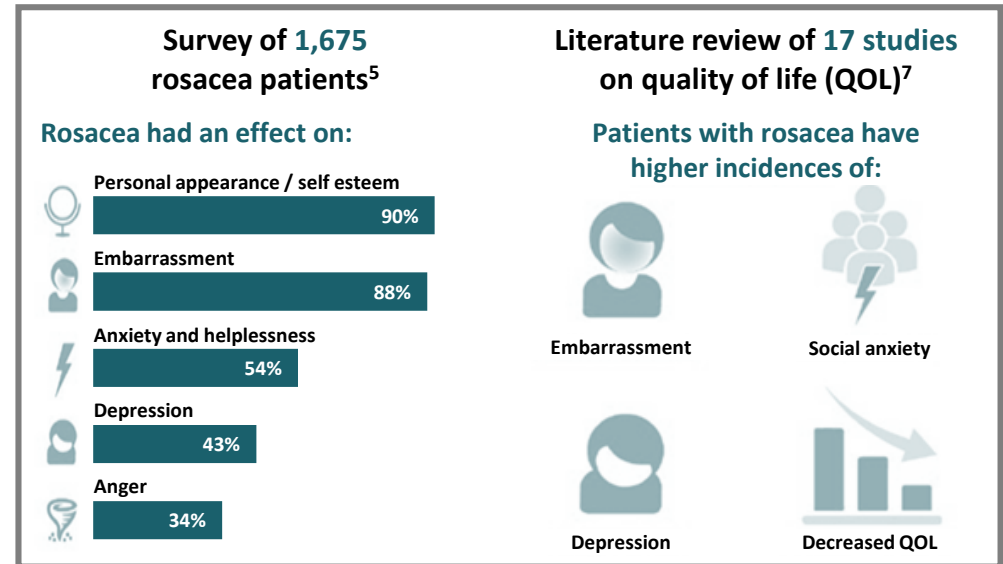 Survey of 1,675
rosacea patients5
Rosacea had an effect on:
Personal appearance / self esteem
90%
Embarrassment
88%
Anxiety and helplessness
54%
Depression
43%
Anger
34%
Literature review of 17 studies
on quality of life (QOL)7
Patients with rosacea have
higher incidences of:
Embarrassment
Social anxiety
Depression
Decreased QOL